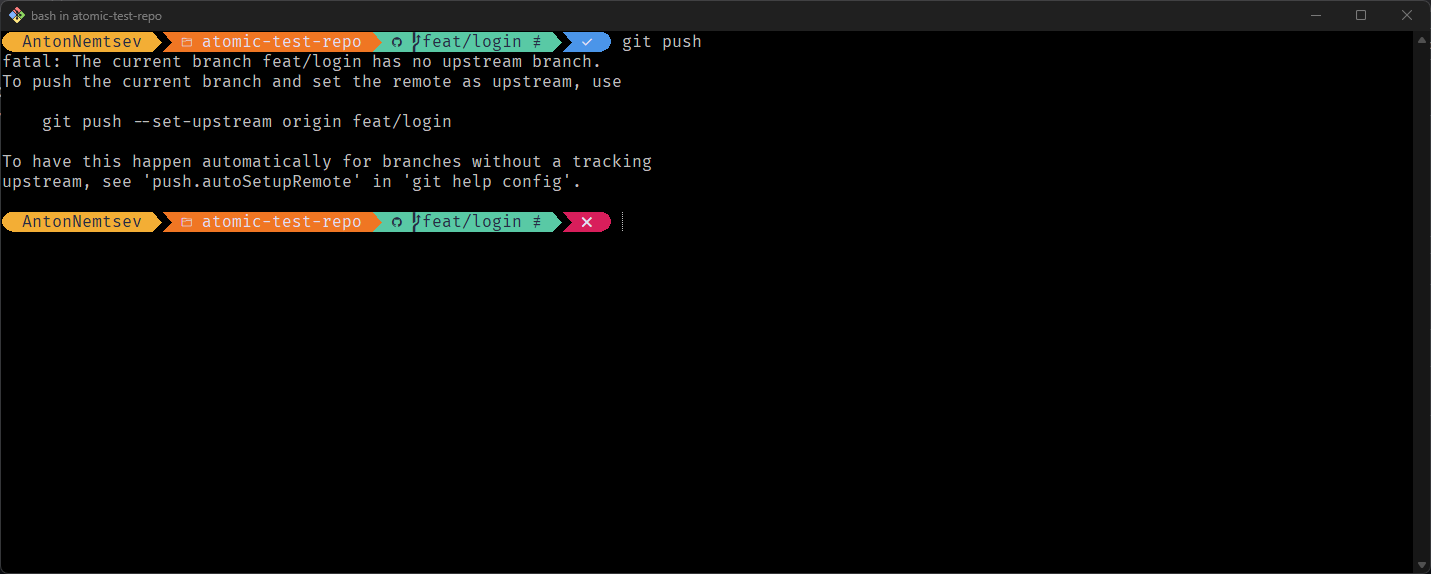 bash in atomic-test-repo
AntonNemtsev atomic-test-repo feat/login ≢ ✓ git push
fatal: The current branch feat/login has no upstream branch.
To push the current branch and set the remote as upstream, use
git push --set-upstream origin feat/login
To have this happen automatically for branches without a tracking
upstream, see 'push.autoSetupRemote' in 'git help config'.
AntonNemtsev atomic-test-repo feat/login ≢ ✕